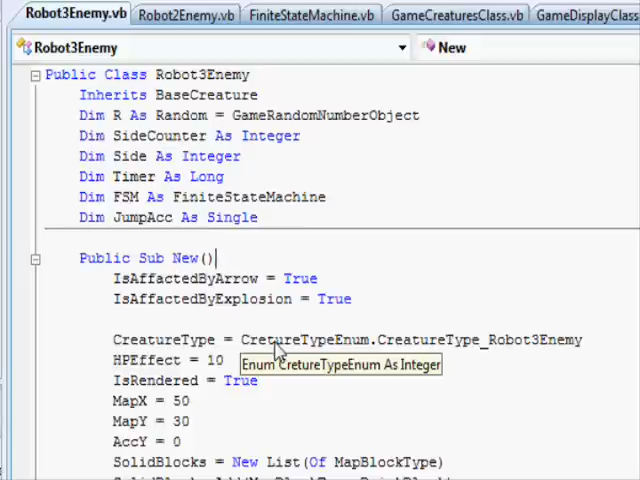 Robot3Enemy.vb Robot2Enemy.vb FiniteStateMachine.vb GameCreaturesClass.vb GameDisplayClass
Robot3Enemy New
Public Class Robot3Enemy
Inherits BaseCreature
Dim R As Random = GameRandomNumberObject
Dim SideCounter As Integer
Dim Side As Integer
Dim Timer As Long
Dim FSM As FiniteStateMachine
Dim JumpAcc As Single
Public Sub New()
IsAffactedByArrow = True
IsAffactedByExplosion = True
CreatureType = CretureTypeEnum.CreatureType_Robot3Enemy
HPEffect = 10
Enum CretureTypeEnum As Integer
IsRendered = True
MapX = 50
MapY = 30
AccY = 0
SolidBlocks = New List(Of MapBlockType)